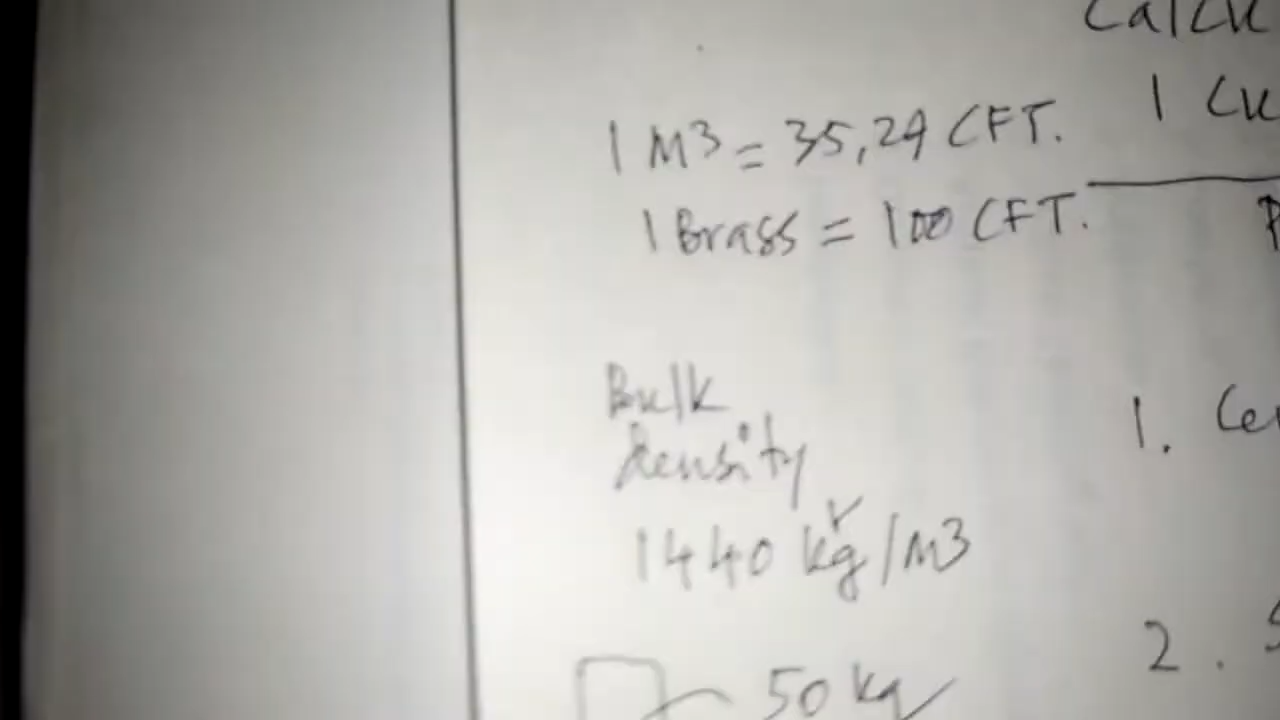 1 M3 = 35,29 CFT.
1 Brass = 100 CFT.
Bulk
density
1440 kg/M3
50 kg
1.
2.